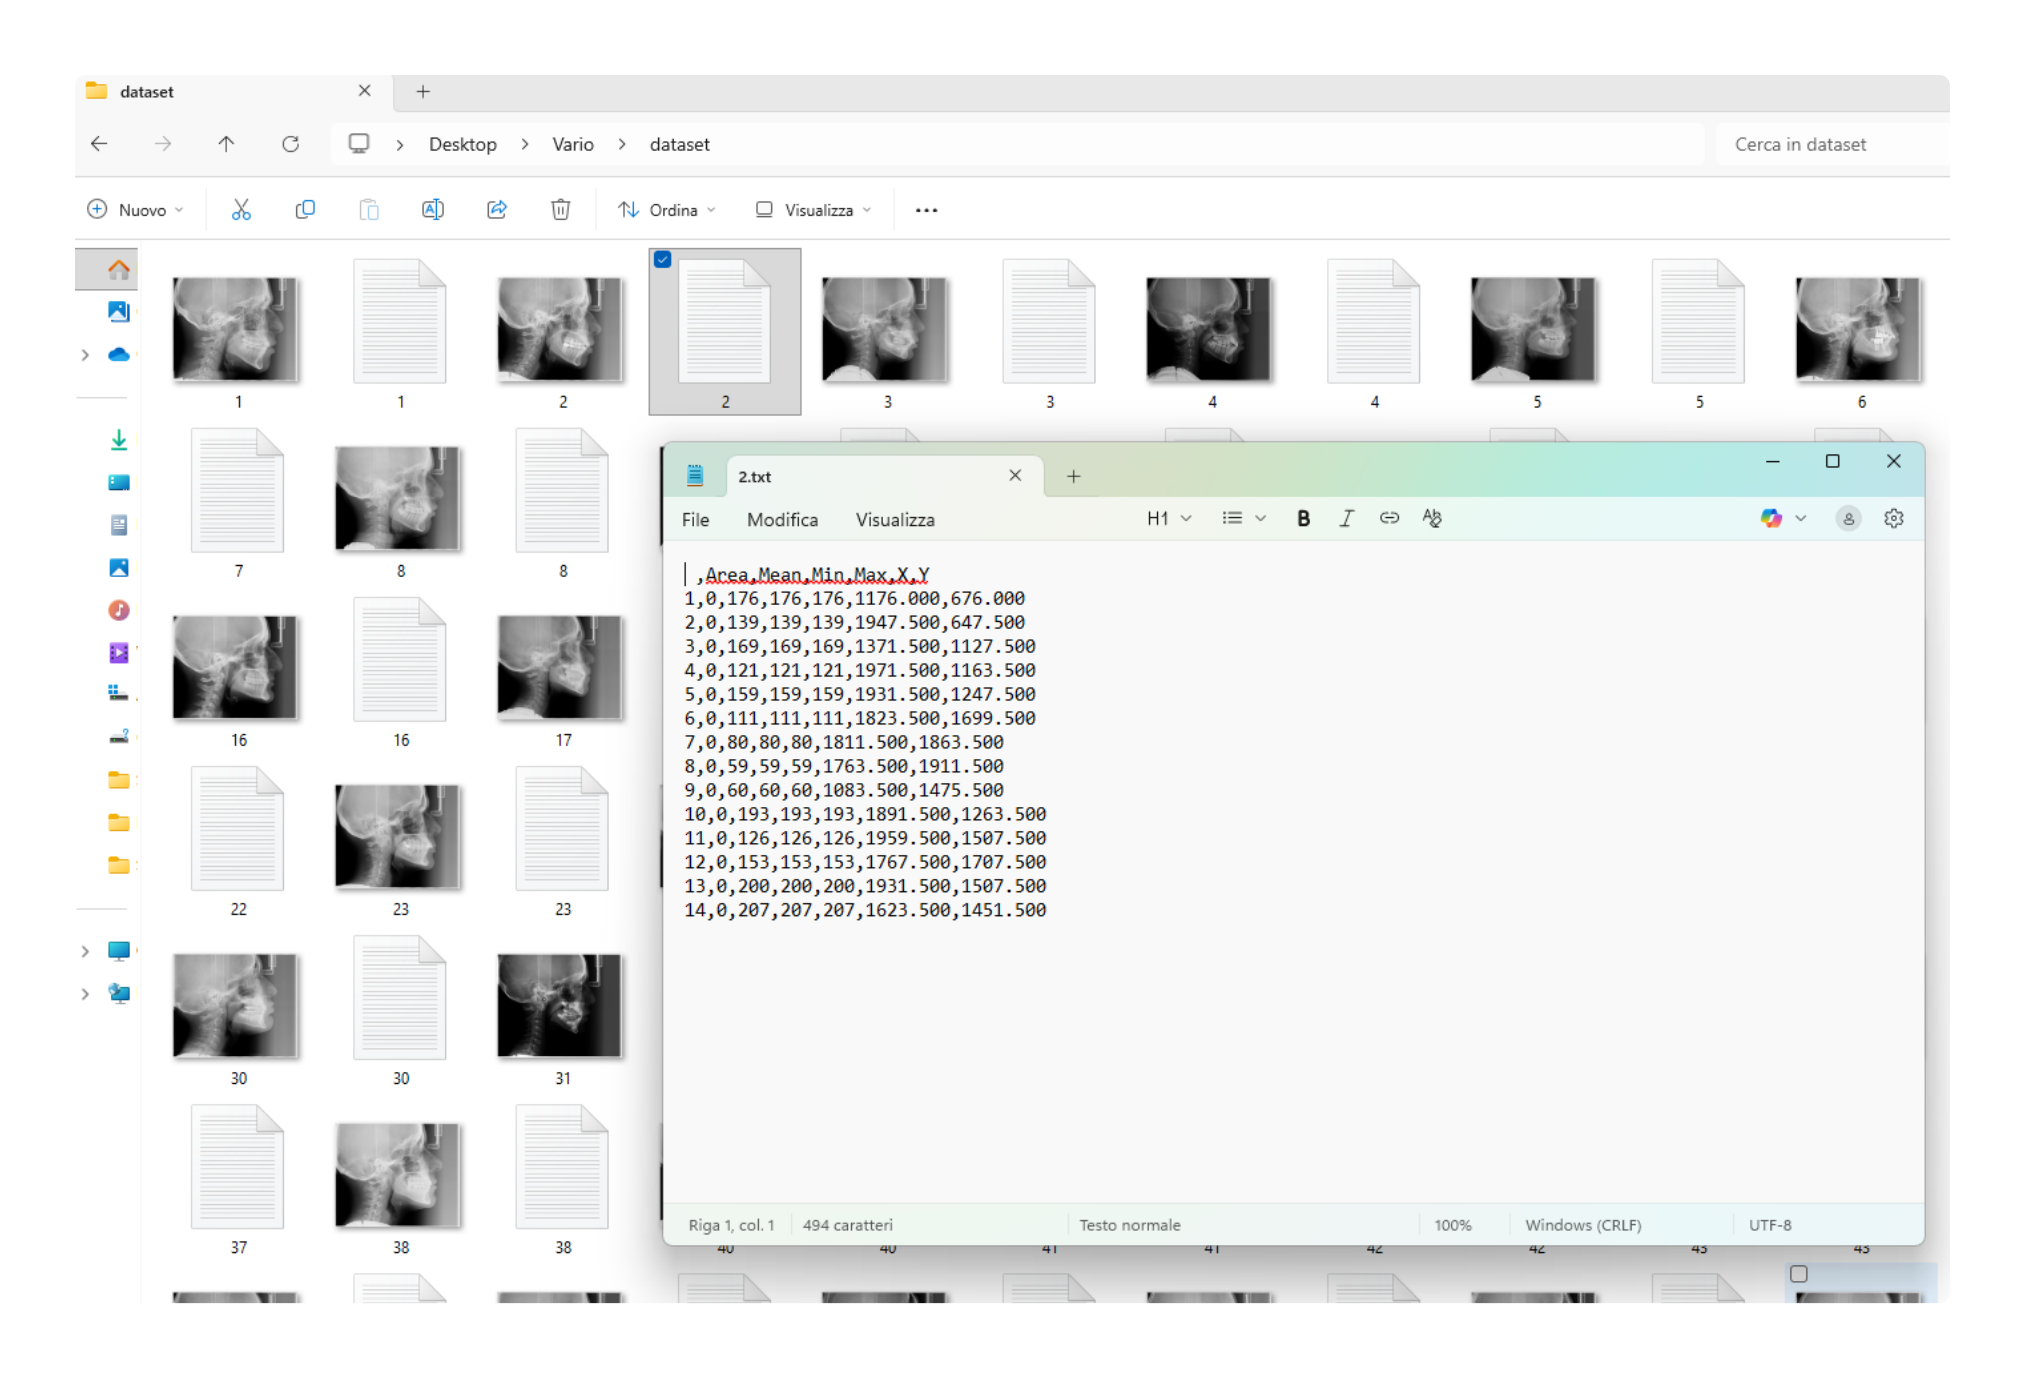 dataset
Desktop > Vario > dataset
Cerca in dataset
Nuovo
Ordina
Visualizza
1 1 2 2 3 3 4 4 5 5 6
7 8 8
2.txt
File Modifica Visualizza
H1
,Area,Mean,Min,Max,X,Y
1,0,176,176,176,1176.000,676.000
2,0,139,139,139,1947.500,647.500
3,0,169,169,169,1371.500,1127.500
4,0,121,121,121,1971.500,1163.500
5,0,159,159,159,1931.500,1247.500
6,0,111,111,111,1823.500,1699.500
7,0,80,80,80,1811.500,1863.500
8,0,59,59,59,1763.500,1911.500
9,0,60,60,60,1083.500,1475.500
10,0,193,193,193,1891.500,1263.500
11,0,126,126,126,1959.500,1507.500
12,0,153,153,153,1767.500,1707.500
13,0,200,200,200,1931.500,1507.500
14,0,207,207,207,1623.500,1451.500
Riga 1, col. 1 494 caratteri Testo normale 100% Windows (CRLF) UTF-8
16 16 17
22 23 23
30 30 31
37 38 38 40 40 41 41 42 42 43 43